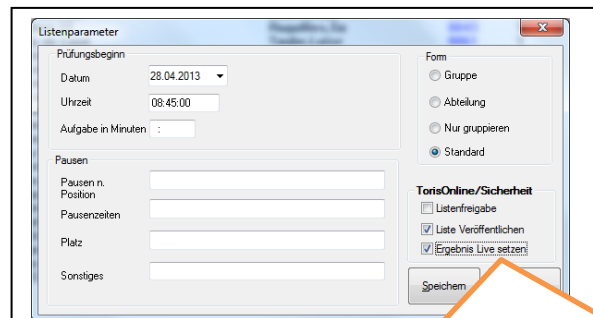 Listenparameter
Prüfungsbeginn
Datum 28.04.2013
Uhrzeit 08:45:00
Aufgabe in Minuten :
Pausen
Pausen n.
Position
Pausenzeiten
Platz
Sonstiges
Form
Gruppe
Abteilung
Nur gruppieren
Standard
TorisOnline/Sicherheit
Listenfreigabe
Liste Veröffentlichen
Ergebnis Live setzen
Speichern